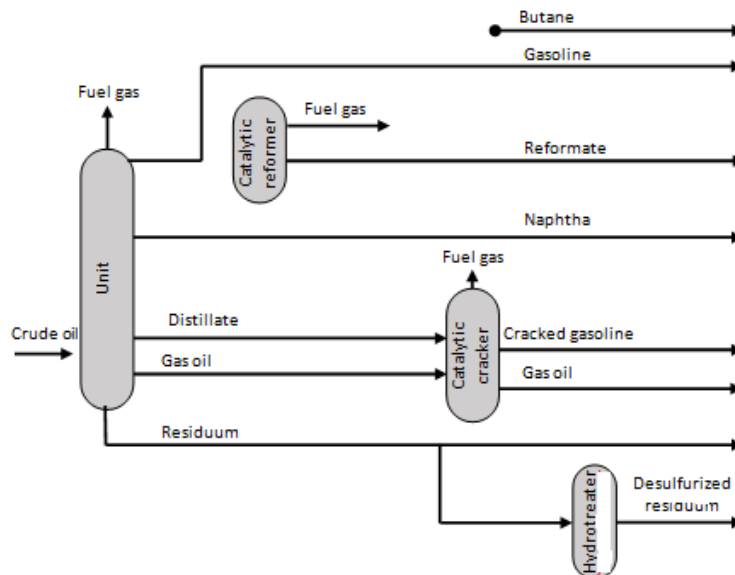 Butane
Gasoline
Fuel gas
Fuel gas
Catalytic
reformer
Reformate
Naphtha
Unit
Fuel gas
Distillate
Crude oil
Catalytic
cracker
Cracked gasoline
Gas oil
Gas oil
Residuum
Hydrotreater
Desulfurized
residuum